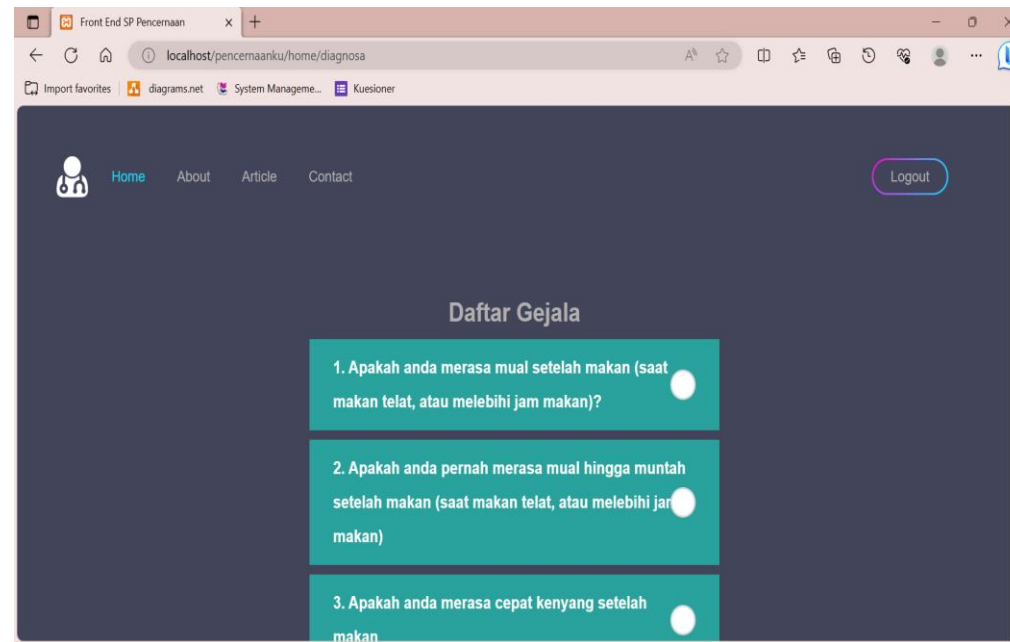 Front End SP Pencernaan
localhost/pencernaanku/home/diagnosa
Import favorites
diagrams.net
System Manageme...
Kuesioner
Home
About
Article
Contact
Logout
Daftar Gejala
1. Apakah anda merasa mual setelah makan (saat
makan telat, atau melebihi jam makan)?
2. Apakah anda pernah merasa mual hingga muntah
setelah makan (saat makan telat, atau melebihi
makan)
3. Apakah anda merasa cepat kenyang setelah
makan